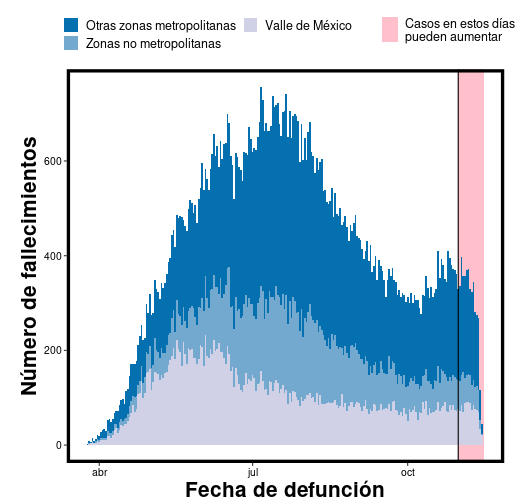 Otras zonas metropolitanas
Valle de México
Zonas no metropolitanas
Casos en estos días
pueden aumentar
Número de fallecimientos
600
400
200
0
abr
jul
oct
Fecha de defunción